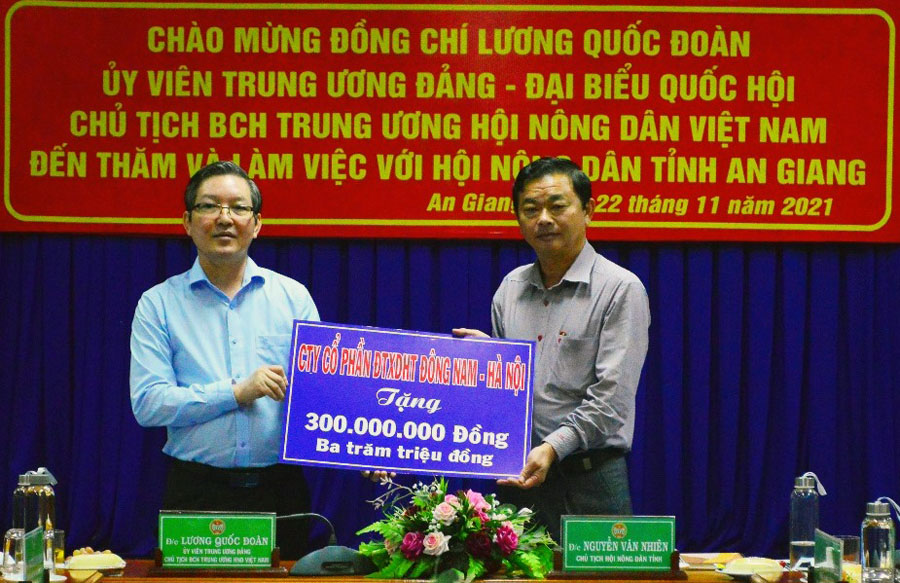 CHÀO MỪNG ĐỒNG CHÍ LƯƠNG QUỐC ĐOÀN
ỦY VIÊN TRUNG ƯƠNG ĐẢNG - ĐẠI BIỂU QUỐC HỘI
CHỦ TỊCH BCH TRUNG ƯƠNG HỘI NÔNG DÂN VIỆT NAM
ĐẾN THĂM VÀ LÀM VIỆC VỚI HỘI NÔNG DÂN TỈNH AN GIANG
An Gian 22 tháng 11 năm 2021
CTY CỔ PHẦN ĐTXDHT ĐÔNG NAM - HÀ NỘI
Tặng
300.000.000 Đồng
Ba trăm triệu đồng
Đ/c LƯƠNG QUỐC ĐOÀN
ỦY VIÊN TRUNG ƯƠNG ĐẢNG
CHỦ TỊCH BCH TRUNG ƯƠNG HND VIỆT NAM
Đ/c NGUYỄN VĂN NHIÊN
CHỦ TỊCH HỘI NÔNG DÂN TỈNH